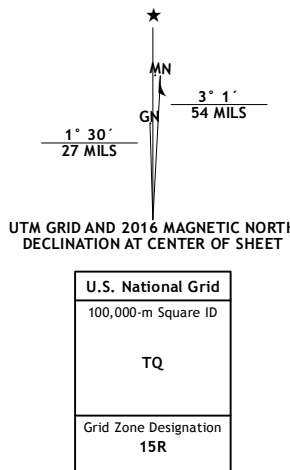 MN
GN
3° 1´
54 MILS
1° 30´
27 MILS
UTM GRID AND 2016 MAGNETIC NORTH
DECLINATION AT CENTER OF SHEET
U.S. National Grid
100,000-m Square ID
TQ
Grid Zone Designation
15R